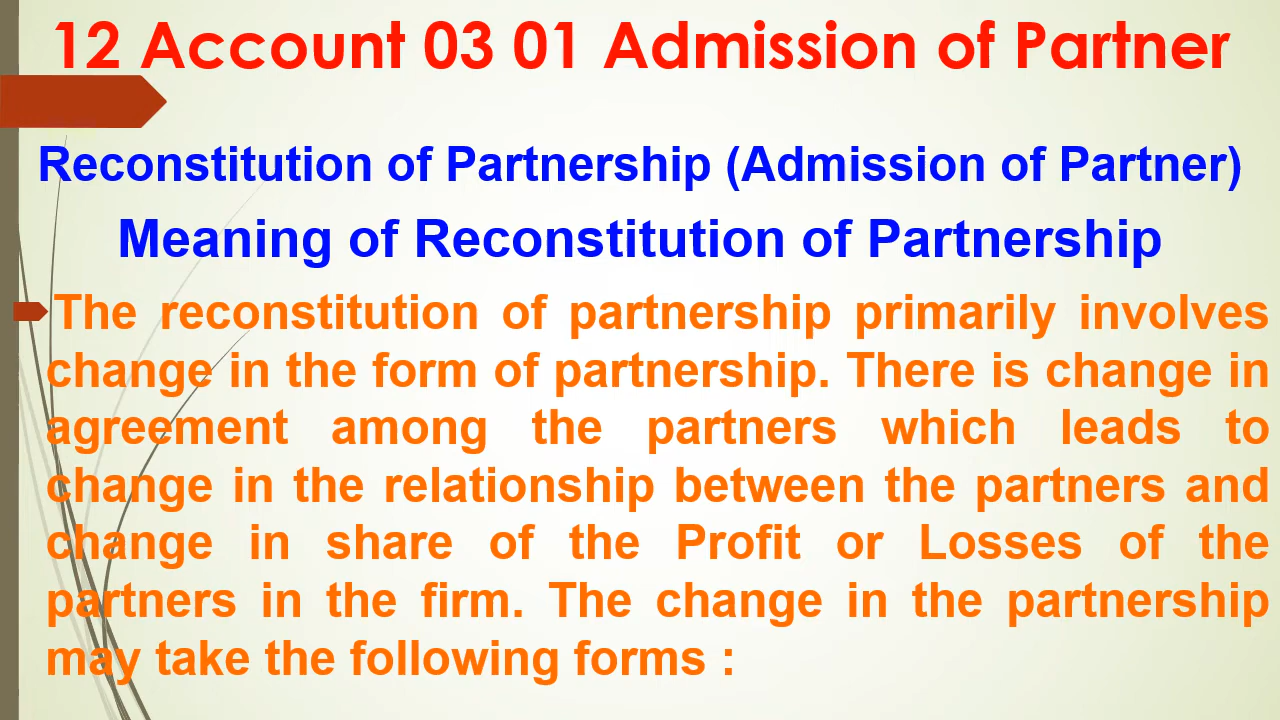 12 Account 03 01 Admission of Partner
Reconstitution of Partnership (Admission of Partner)
Meaning of Reconstitution of Partnership
The reconstitution of partnership primarily involves
change in the form of partnership. There is change in
agreement among the partners which leads to
change in the relationship between the partners and
change in share of the Profit or Losses of the
partners in the firm. The change in the partnership
may take the following forms :